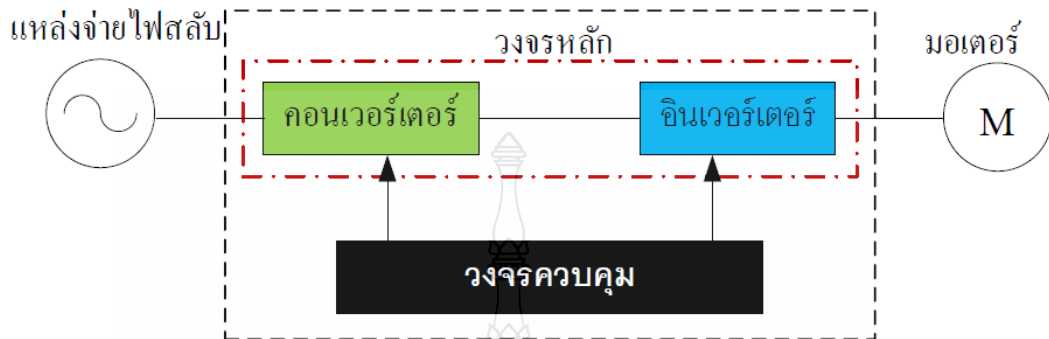 แหล่งจ่ายไฟสลับ
วงจรหลัก
มอเตอร์
คอนเวอร์เตอร์
อินเวอร์เตอร์
M
วงจรควบคุม